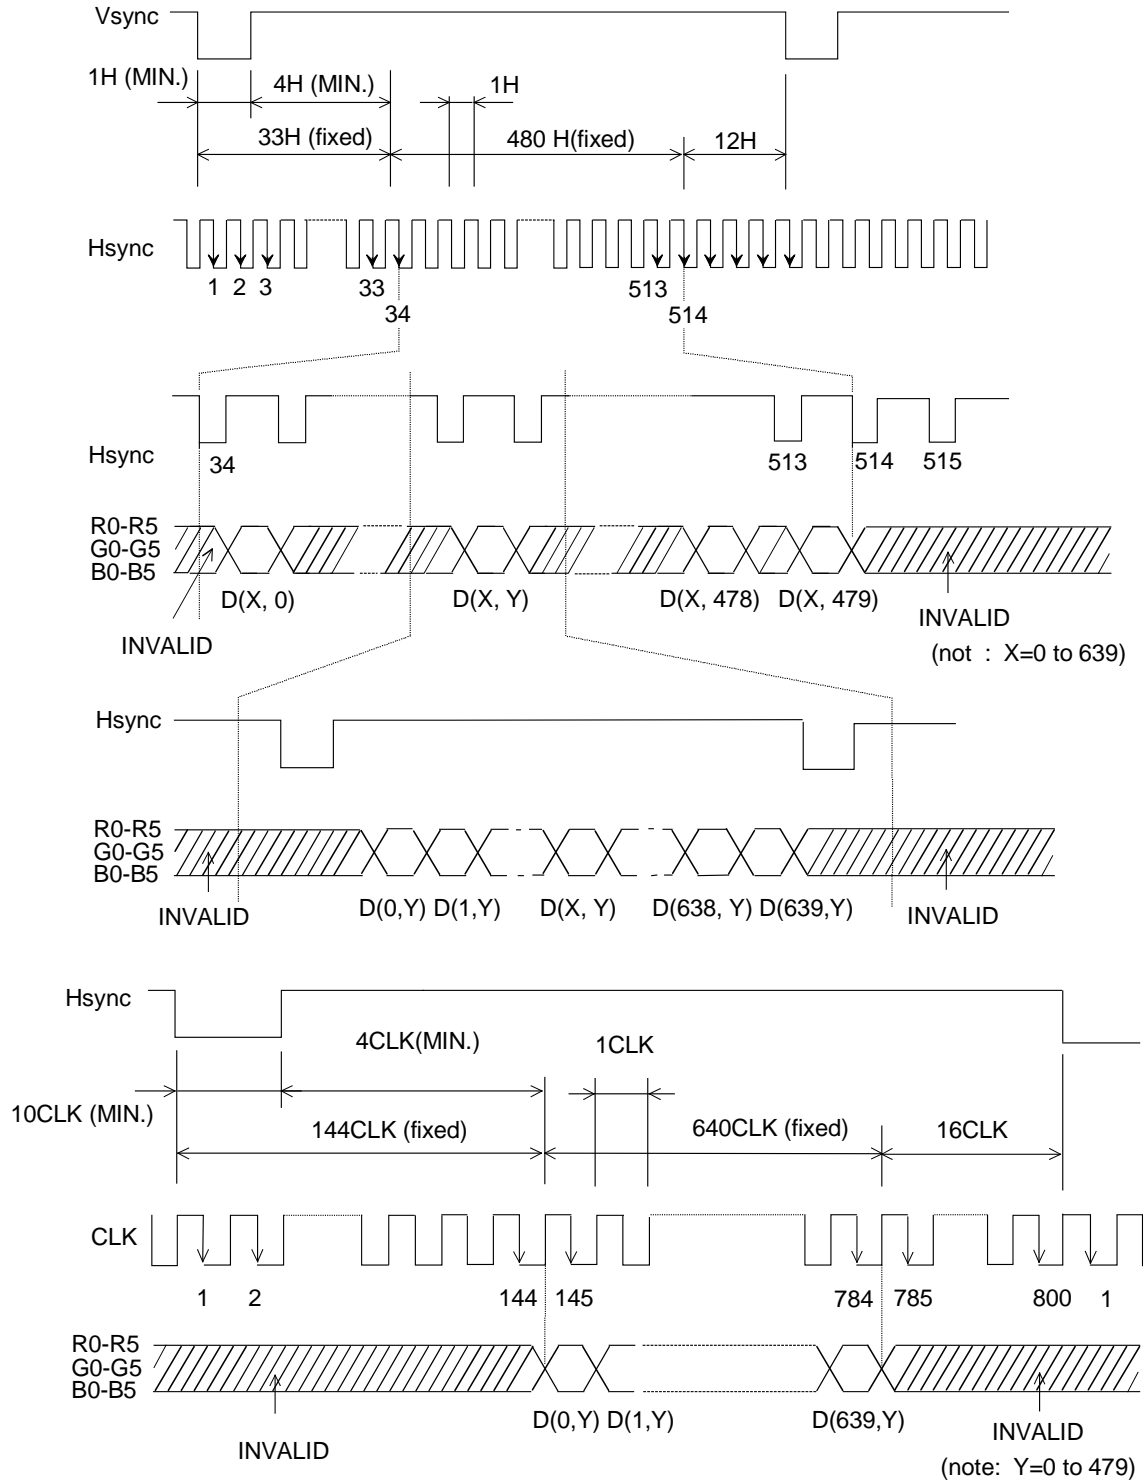 Vsync
1H (MIN.) 4H (MIN.) 1H
33H (fixed) 480 H(fixed) 12H
Hsync
1 2 3 33 513
34 514
Hsync
34 513 514 515
R0-R5
G0-G5
B0-B5
D(X, 0) D(X, Y) D(X, 478) D(X, 479)
INVALID INVALID
(not : X=0 to 639)
Hsync
R0-R5
G0-G5
B0-B5
INVALID D(0,Y) D(1,Y) D(X, Y) D(638, Y) D(639,Y) INVALID
Hsync
4CLK(MIN.) 1CLK
10CLK (MIN.)
144CLK (fixed) 640CLK (fixed) 16CLK
CLK
1 2 144 145 784 785 800 1
R0-R5
G0-G5
B0-B5
D(0,Y) D(1,Y) D(639,Y)
INVALID INVALID
(note: Y=0 to 479)